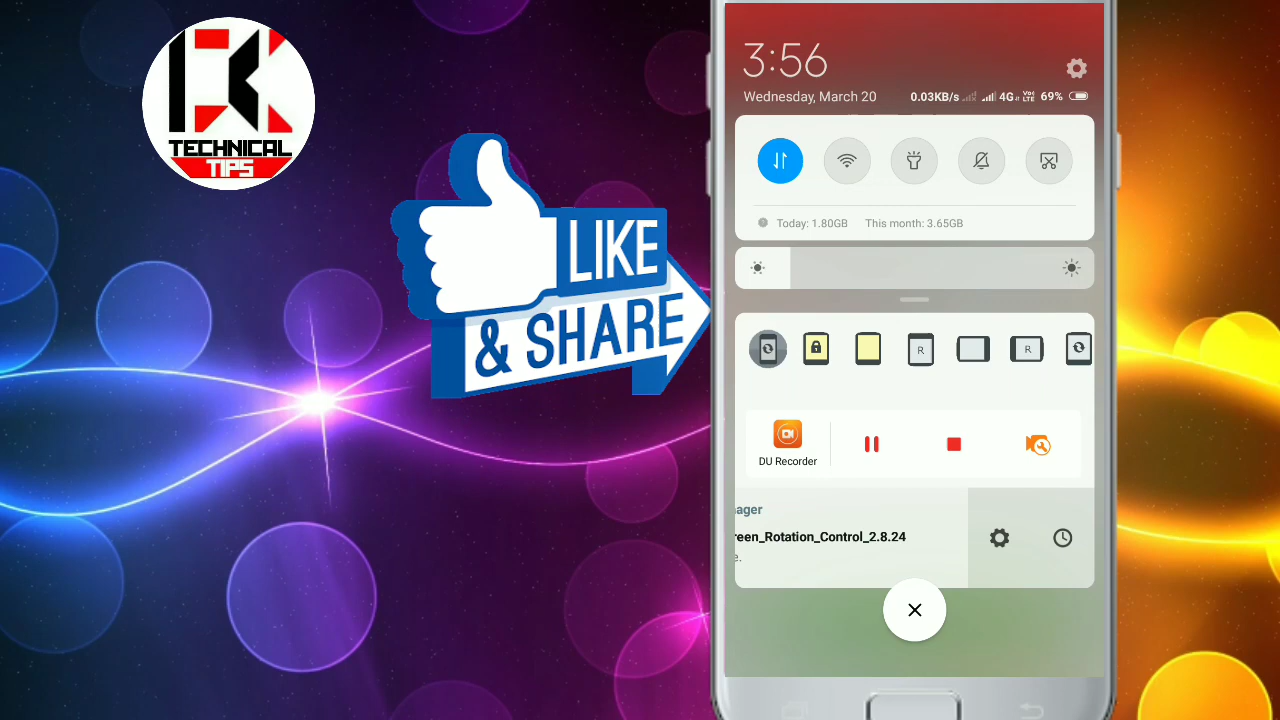 TECHNICAL
TIPS
LIKE
& SHARE
3:56
Wednesday, March 20
0.03KB/s 4G Vo LTE 69%
Today: 1.80GB This month: 3.65GB
R
R
DU Recorder
ager
reen_Rotation_Control_2.8.24
e.